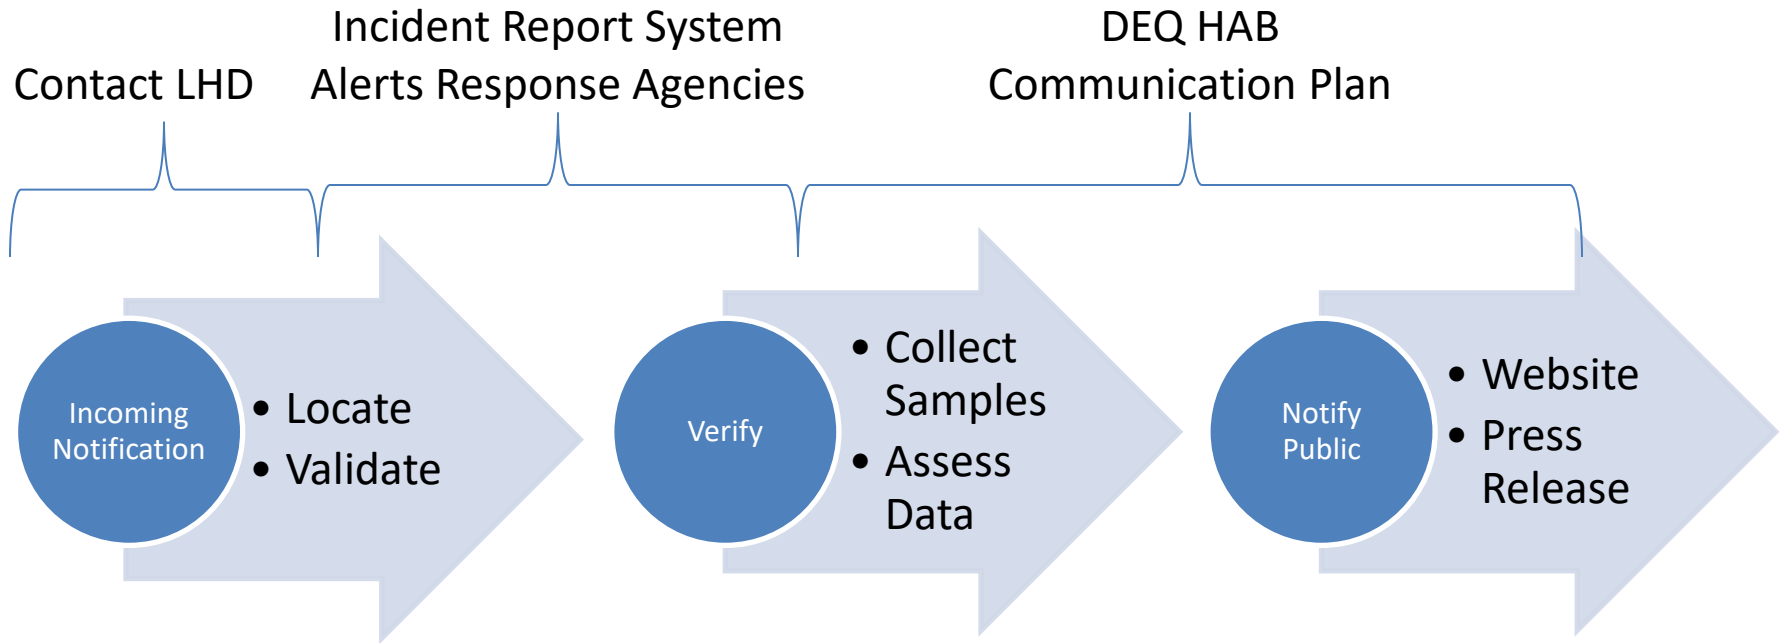 Contact LHD
Incident Report System
Alerts Response Agencies
DEQ HAB
Communication Plan
Incoming
Notification
• Locate
• Validate
Verify
• Collect
Samples
• Assess
Data
Notify
Public
• Website
• Press
Release